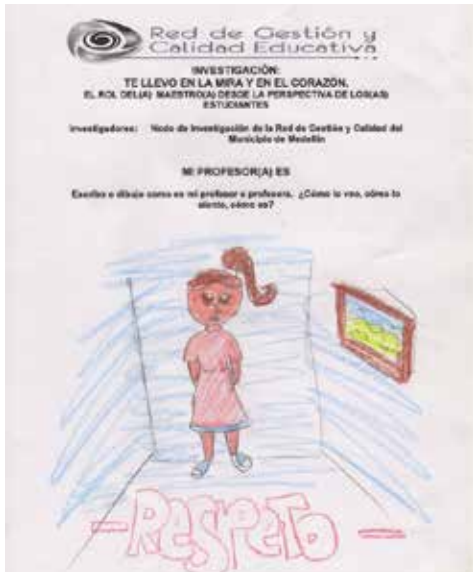 Red de Gestión y
Calidad Educativa
INVESTIGACIÓN:
TE LLEVO EN LA MIRA Y EN EL CORAZÓN.
EL ROL DEL(A) MAESTRO(A) DESDE LA PERSPECTIVA DE LOS(AS)
ESTUDIANTES
Investigadores: Nodo de Investigación de la Red de Gestión y Calidad del
Municipio de Medellín
MI PROFESOR(A) ES
Escribo o dibujo como es mi profesor o profesora. ¿Cómo lo veo, cómo lo
siento, cómo es?
-RESPETO-